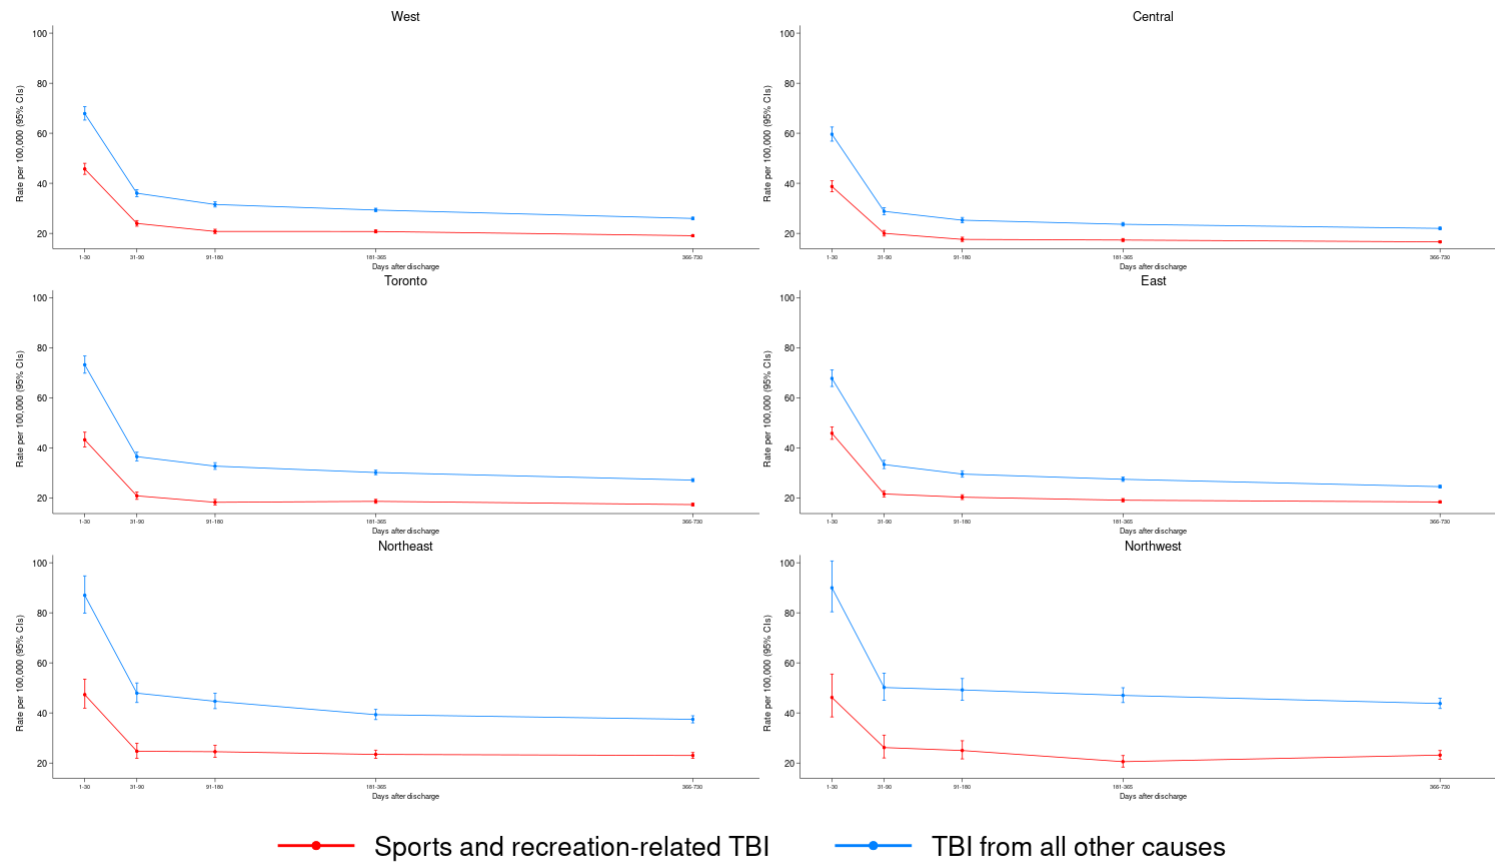 West
Rate per 100,000 (95% CIs)
100
80
60
40
20
1-30 31-90 91-180 181-365 366-730
Days after discharge
Central
Rate per 100,000 (95% CIs)
100
80
60
40
20
1-30 31-90 91-180 181-365 366-730
Days after discharge
Toronto
Rate per 100,000 (95% CIs)
100
80
60
40
20
1-30 31-90 91-180 181-365 366-730
Days after discharge
East
Rate per 100,000 (95% CIs)
100
80
60
40
20
1-30 31-90 91-180 181-365 366-730
Days after discharge
Northeast
Rate per 100,000 (95% CIs)
100
80
60
40
20
1-30 31-90 91-180 181-365 366-730
Days after discharge
Northwest
Rate per 100,000 (95% CIs)
100
80
60
40
20
1-30 31-90 91-180 181-365 366-730
Days after discharge
Sports and recreation-related TBI
TBI from all other causes